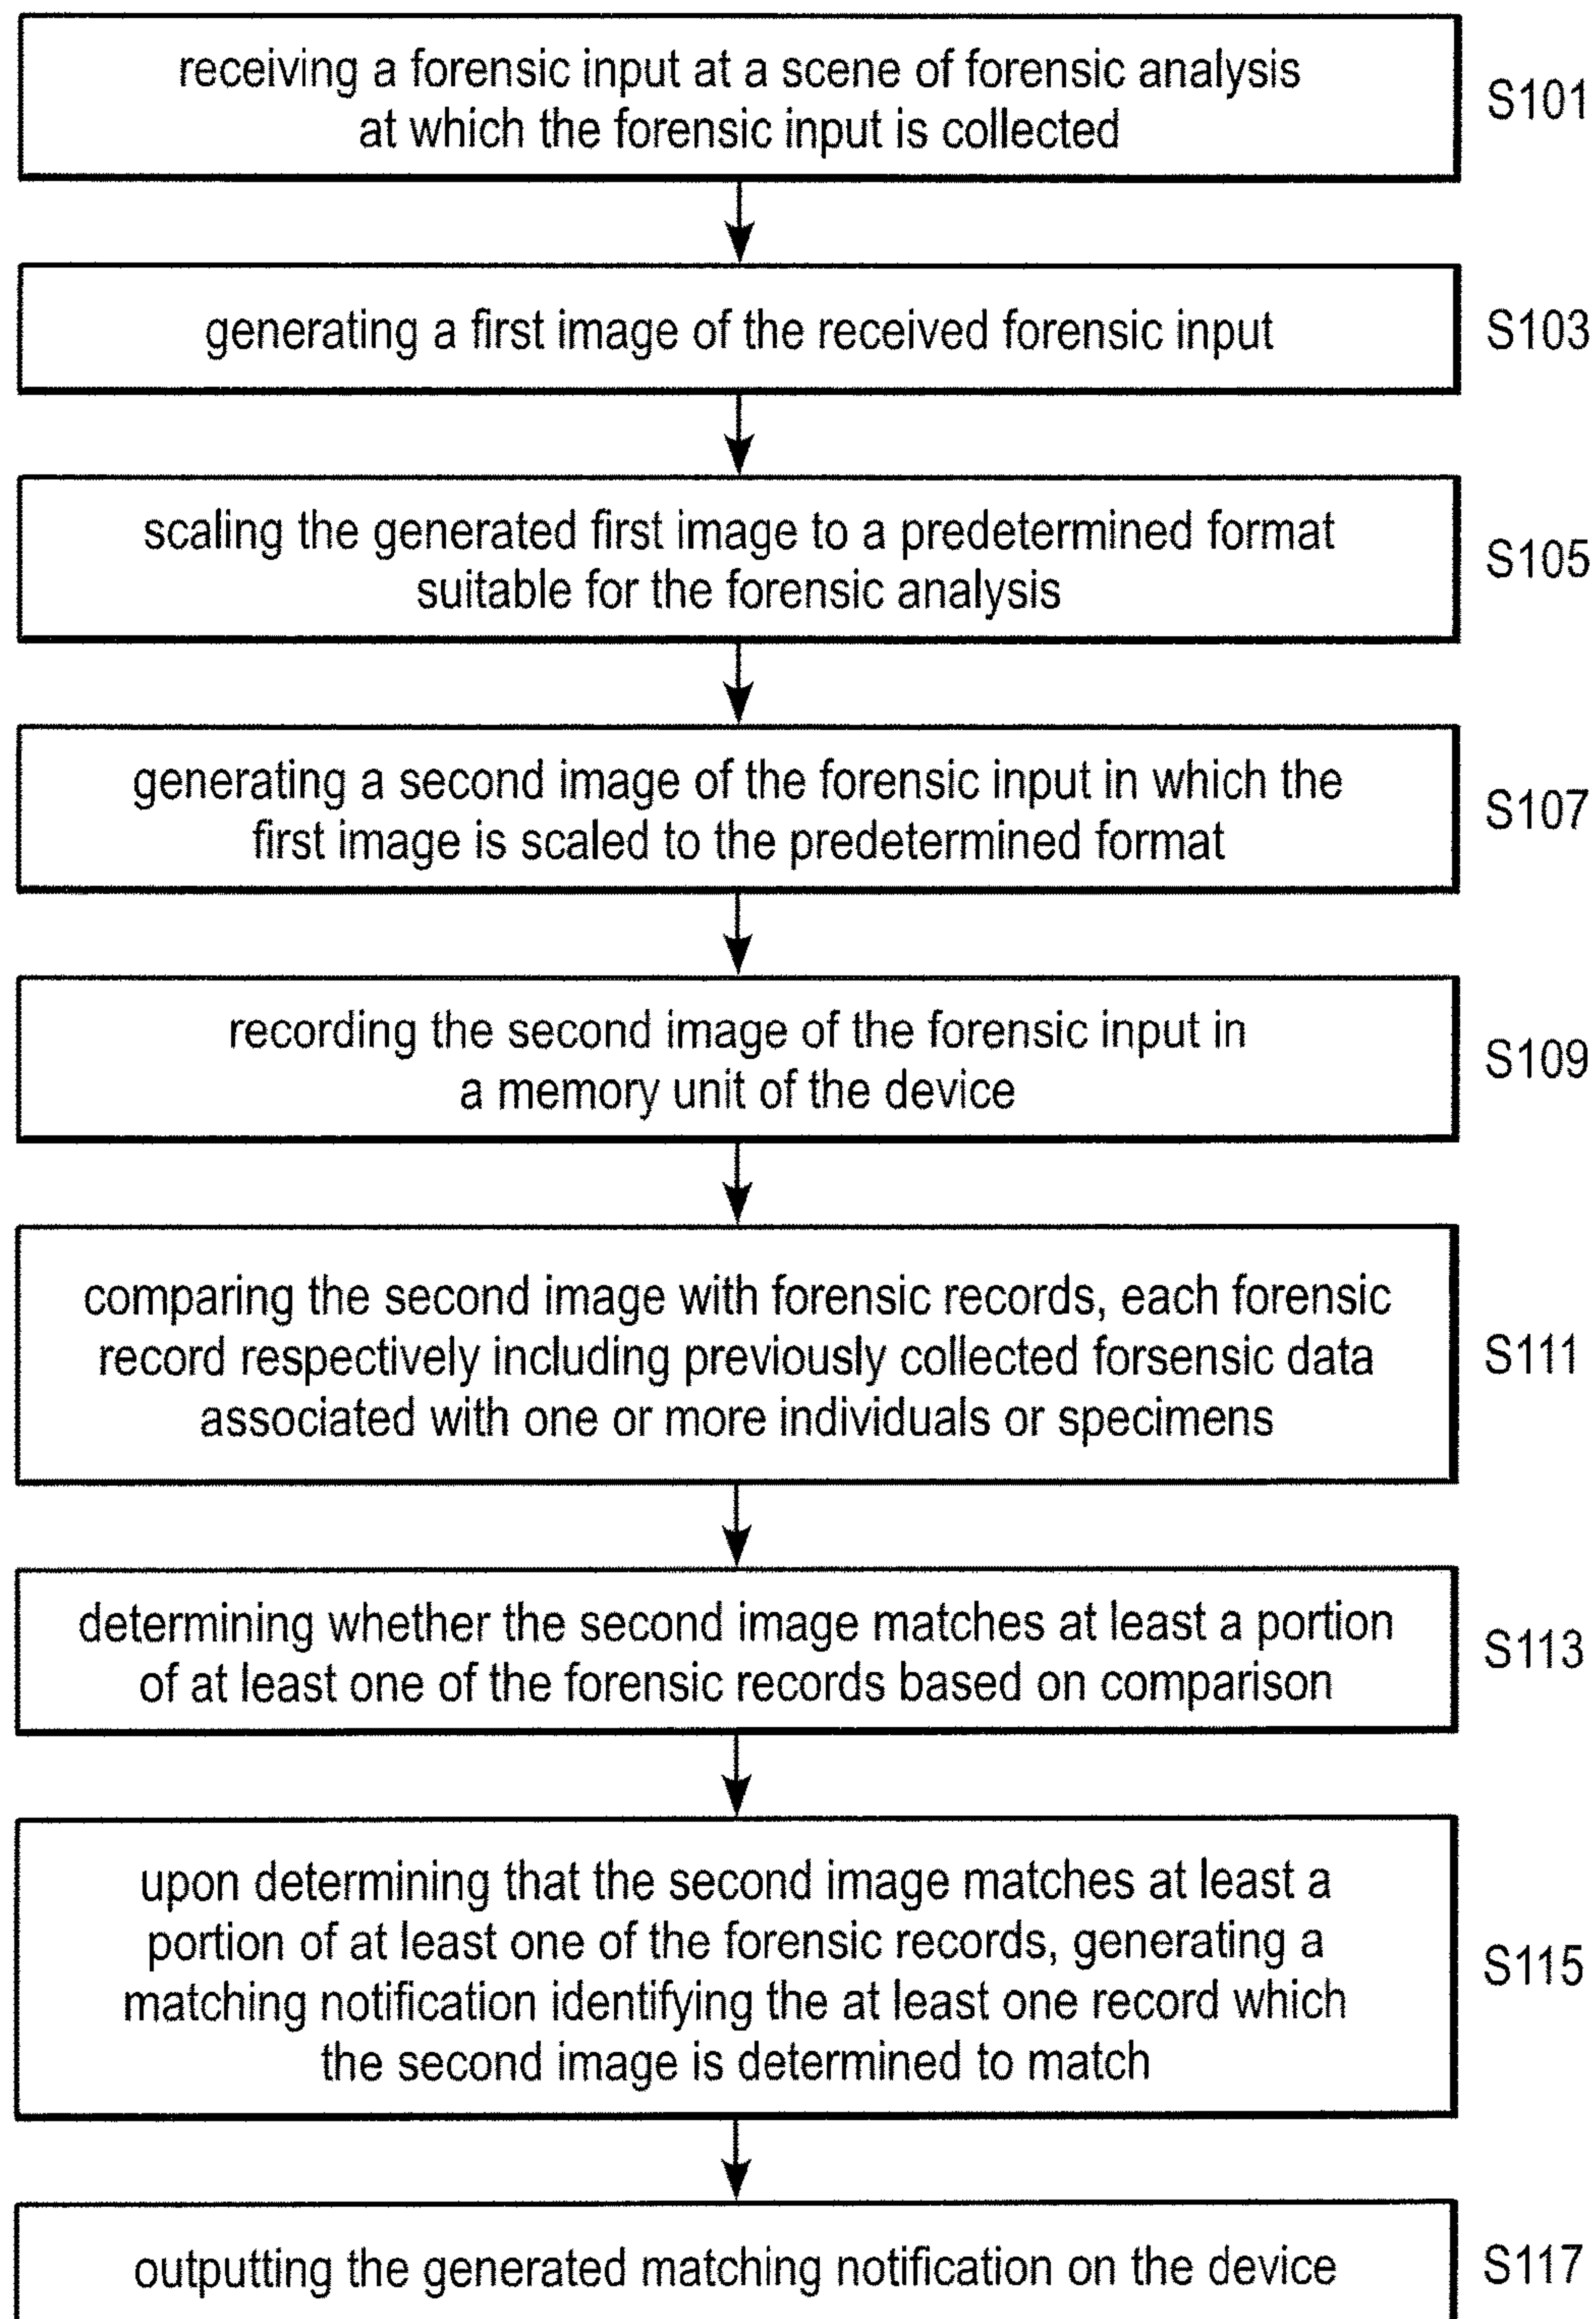 receiving a forensic input at a scene of forensic analysis
at which the forensic input is collected
S101
generating a first image of the received forensic input
S103
scaling the generated first image to a predetermined format
suitable for the forensic analysis
S105
generating a second image of the forensic input in which the
first image is scaled to the predetermined format
S107
recording the second image of the forensic input in
a memory unit of the device
S109
comparing the second image with forensic records, each forensic
record respectively including previously collected forsensic data
associated with one or more individuals or specimens
S111
determining whether the second image matches at least a portion
of at least one of the forensic records based on comparison
S113
upon determining that the second image matches at least a
portion of at least one of the forensic records, generating a
matching notification identifying the at least one record which
the second image is determined to match
S115
outputting the generated matching notification on the device
S117